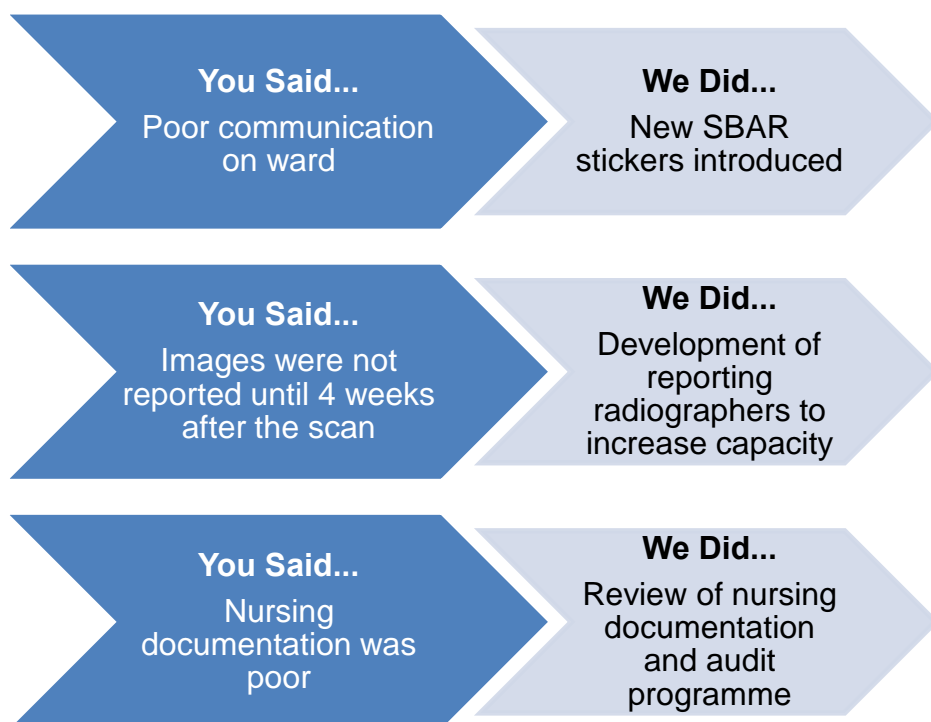 You Said...
Poor communication
on ward
We Did...
New SBAR
stickers introduced
You Said...
Images were not
reported until 4 weeks
after the scan
We Did...
Development of
reporting
radiographers to
increase capacity
You Said...
Nursing
documentation was
poor
We Did...
Review of nursing
documentation
and audit
programme